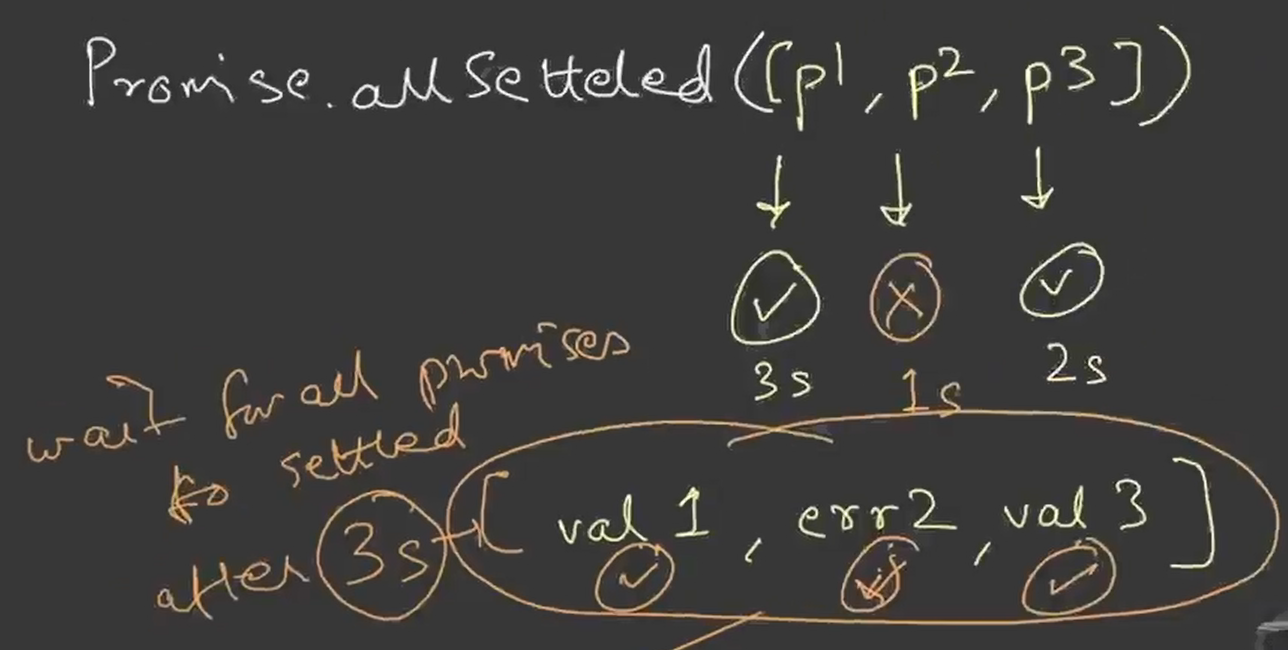 Promise.allSetteled([p1, p2, p3])
3s 1s 2s
wait for all promises
to settled
after 3s → [val 1, err2, val 3]